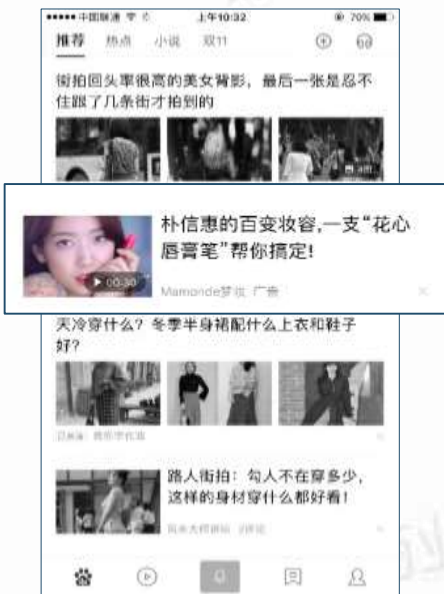 中国联通
上午10:32
70%
推荐 热点 小说 双11
街拍回头率很高的美女背影，最后一张是忍不
住跟了几条街才拍到的
朴信惠的百变妆容,一支“花心
唇膏笔”帮你搞定!
00:30
Mamonde梦妆 广告
天冷穿什么？冬季半身裙配什么上衣和鞋子
好？
路人街拍：勾人不在穿多少，
这样的身材穿什么都好看！